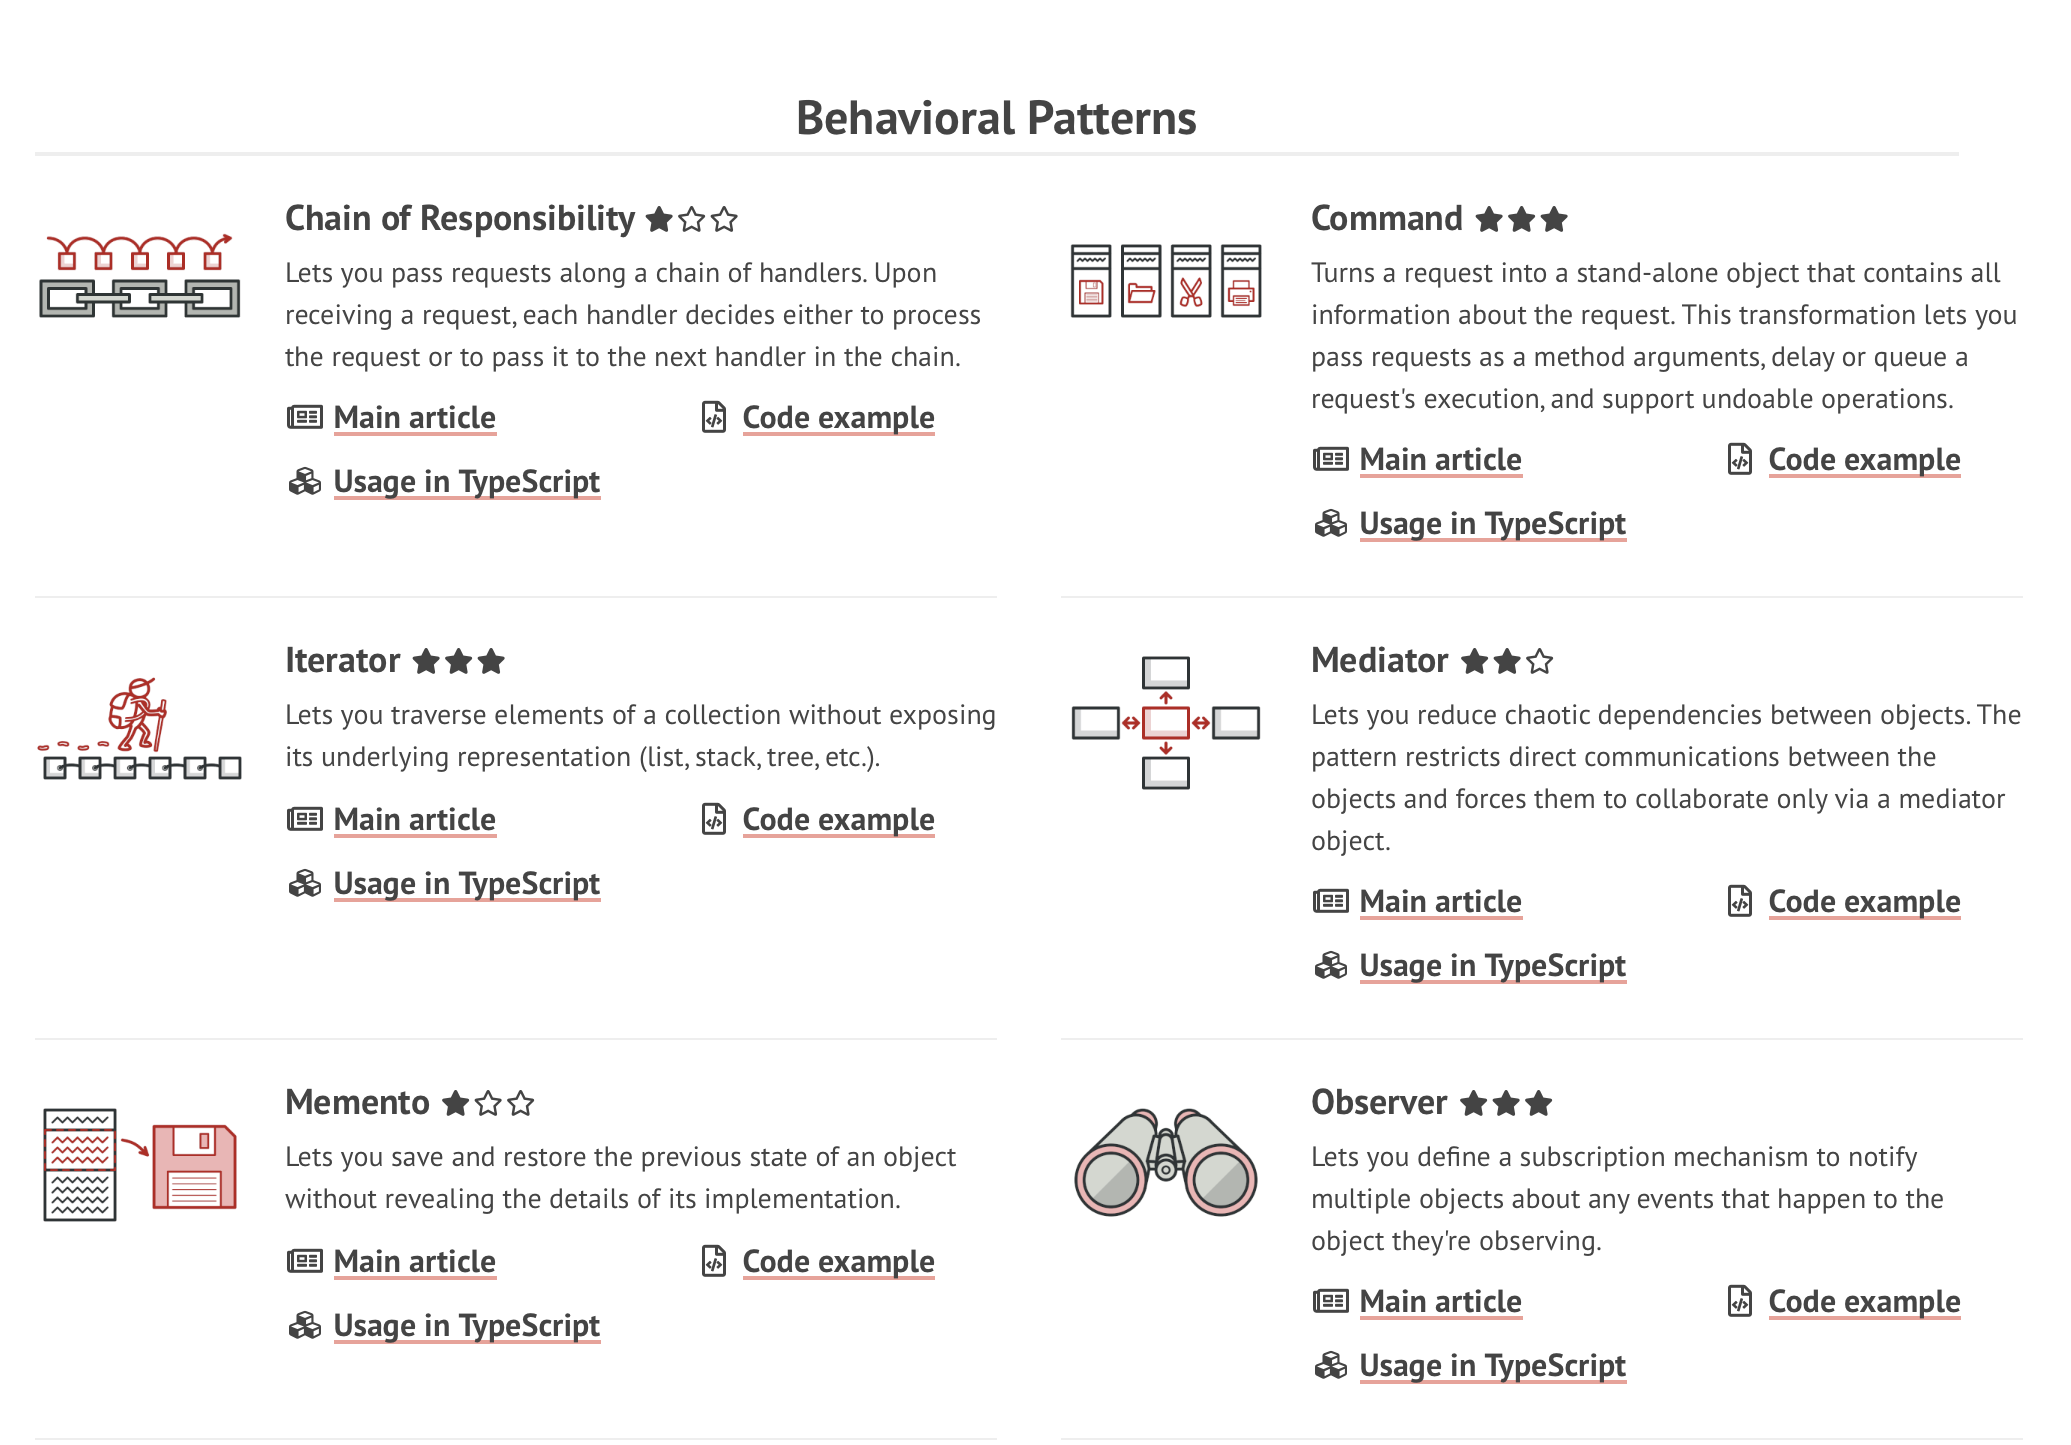 Behavioral Patterns
Chain of Responsibility ★☆☆
Lets you pass requests along a chain of handlers. Upon
receiving a request, each handler decides either to process
the request or to pass it to the next handler in the chain.
Main article
Code example
Usage in TypeScript
Command ★★★
Turns a request into a stand-alone object that contains all
information about the request. This transformation lets you
pass requests as a method arguments, delay or queue a
request's execution, and support undoable operations.
Main article
Code example
Usage in TypeScript
Iterator ★★★
Lets you traverse elements of a collection without exposing
its underlying representation (list, stack, tree, etc.).
Main article
Code example
Usage in TypeScript
Mediator ★★☆
Lets you reduce chaotic dependencies between objects. The
pattern restricts direct communications between the
objects and forces them to collaborate only via a mediator
object.
Main article
Code example
Usage in TypeScript
Memento ★☆☆
Lets you save and restore the previous state of an object
without revealing the details of its implementation.
Main article
Code example
Usage in TypeScript
Observer ★★★
Lets you define a subscription mechanism to notify
multiple objects about any events that happen to the
object they're observing.
Main article
Code example
Usage in TypeScript